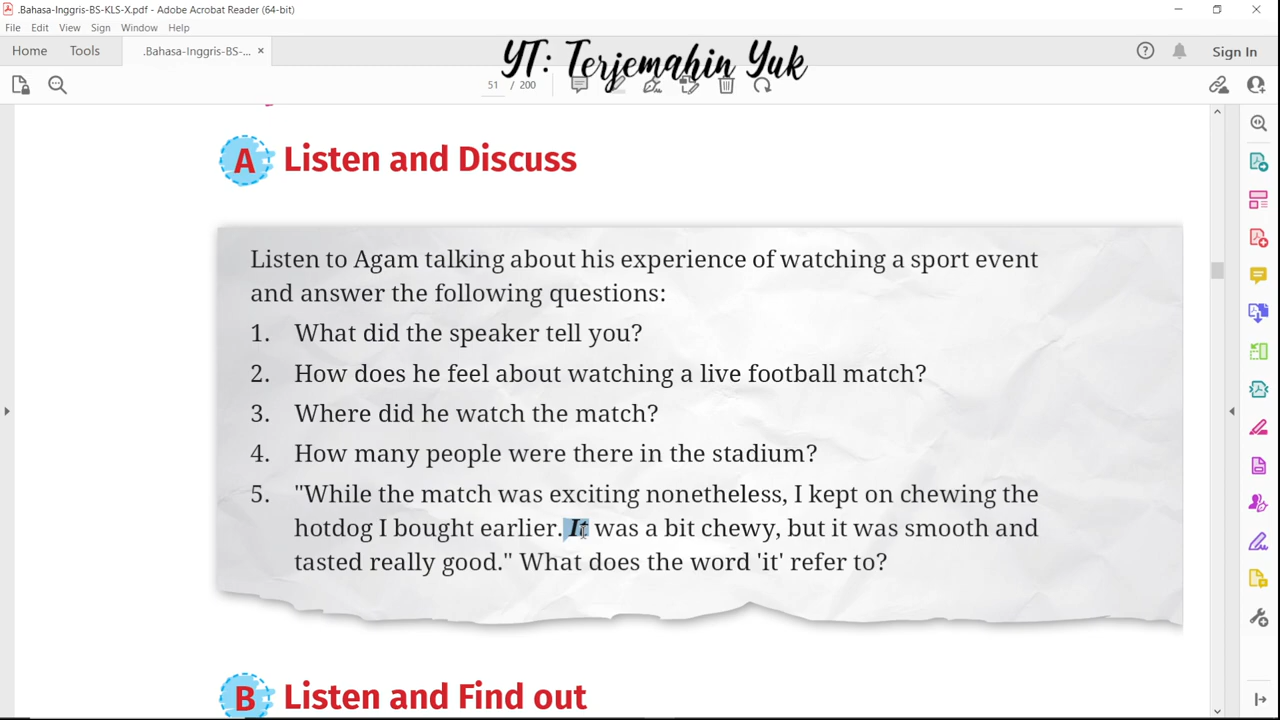 .Bahasa-Inggris-BS-KLS-X.pdf - Adobe Acrobat Reader (64-bit)
File Edit View Sign Window Help
Home Tools .Bahasa-Inggris-BS-... × Sign In
YT: Terjemahin Yuk
51 / 200
A Listen and Discuss
Listen to Agam talking about his experience of watching a sport event
and answer the following questions:
1. What did the speaker tell you?
2. How does he feel about watching a live football match?
3. Where did he watch the match?
4. How many people were there in the stadium?
5. "While the match was exciting nonetheless, I kept on chewing the
hotdog I bought earlier. It was a bit chewy, but it was smooth and
tasted really good." What does the word 'it' refer to?
B Listen and Find out